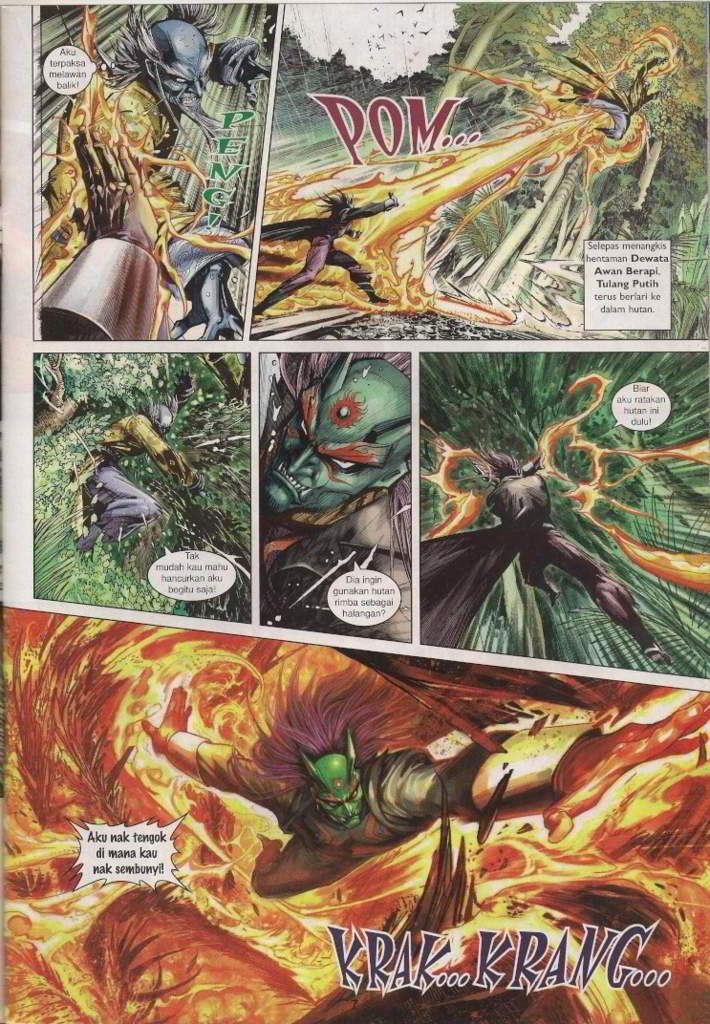 Aku
terpaksa
melawan
balik!
PENG!
POM...
Selepas menangkis
hentaman Dewata
Awan Berapi,
Tulang Putih
terus berlari ke
dalam hutan.
Tak
mudah kau mahu
hancurkan aku
begitu saja!
Dia ingin
gunakan hutan
rimba sebagai
halangan?
Biar
aku ratakan
hutan ini
dulu!
Aku nak tengok
di mana kau
nak sembunyi!
KRAK...KRANG...